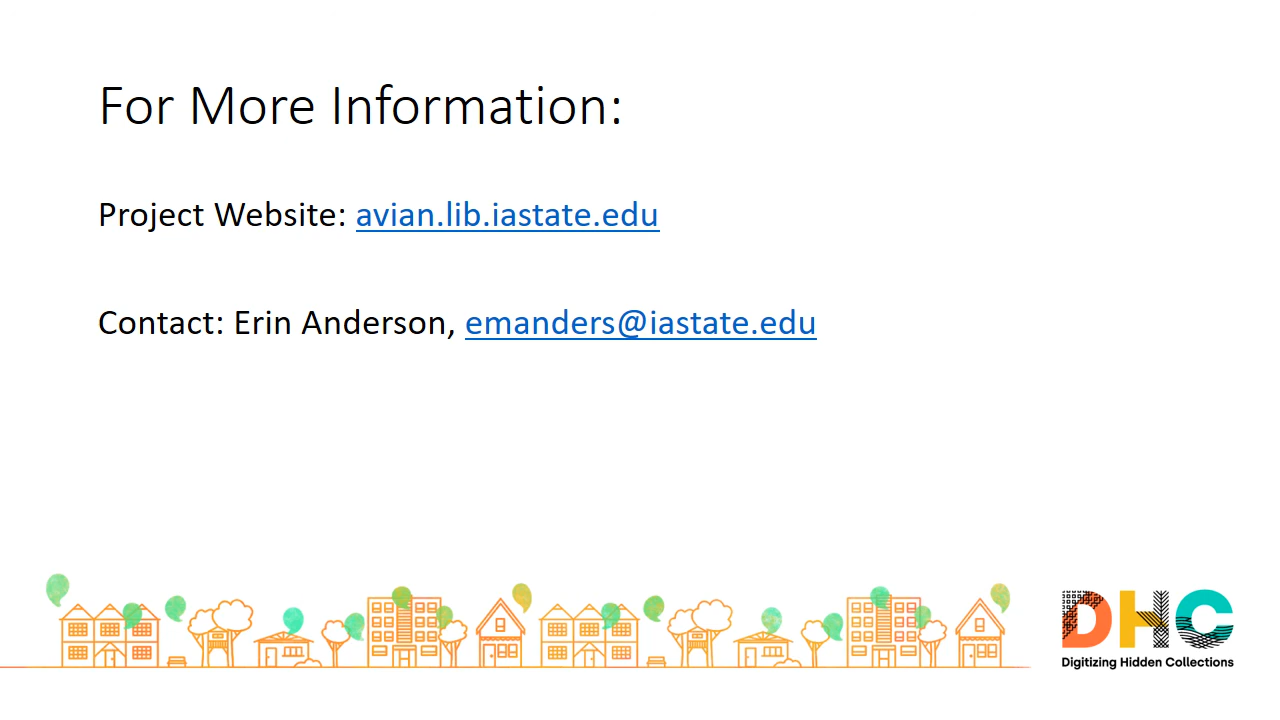 For More Information:
Project Website: avian.lib.iastate.edu
Contact: Erin Anderson, emanders@iastate.edu
DHC
Digitizing Hidden Collections